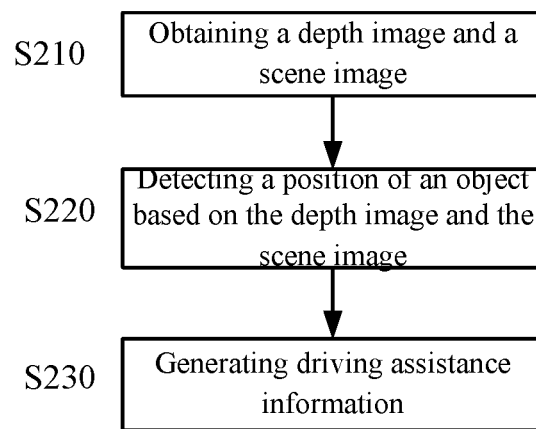 S210
Obtaining a depth image and a
scene image
S220
Detecting a position of an object
based on the depth image and the
scene image
S230
Generating driving assistance
information